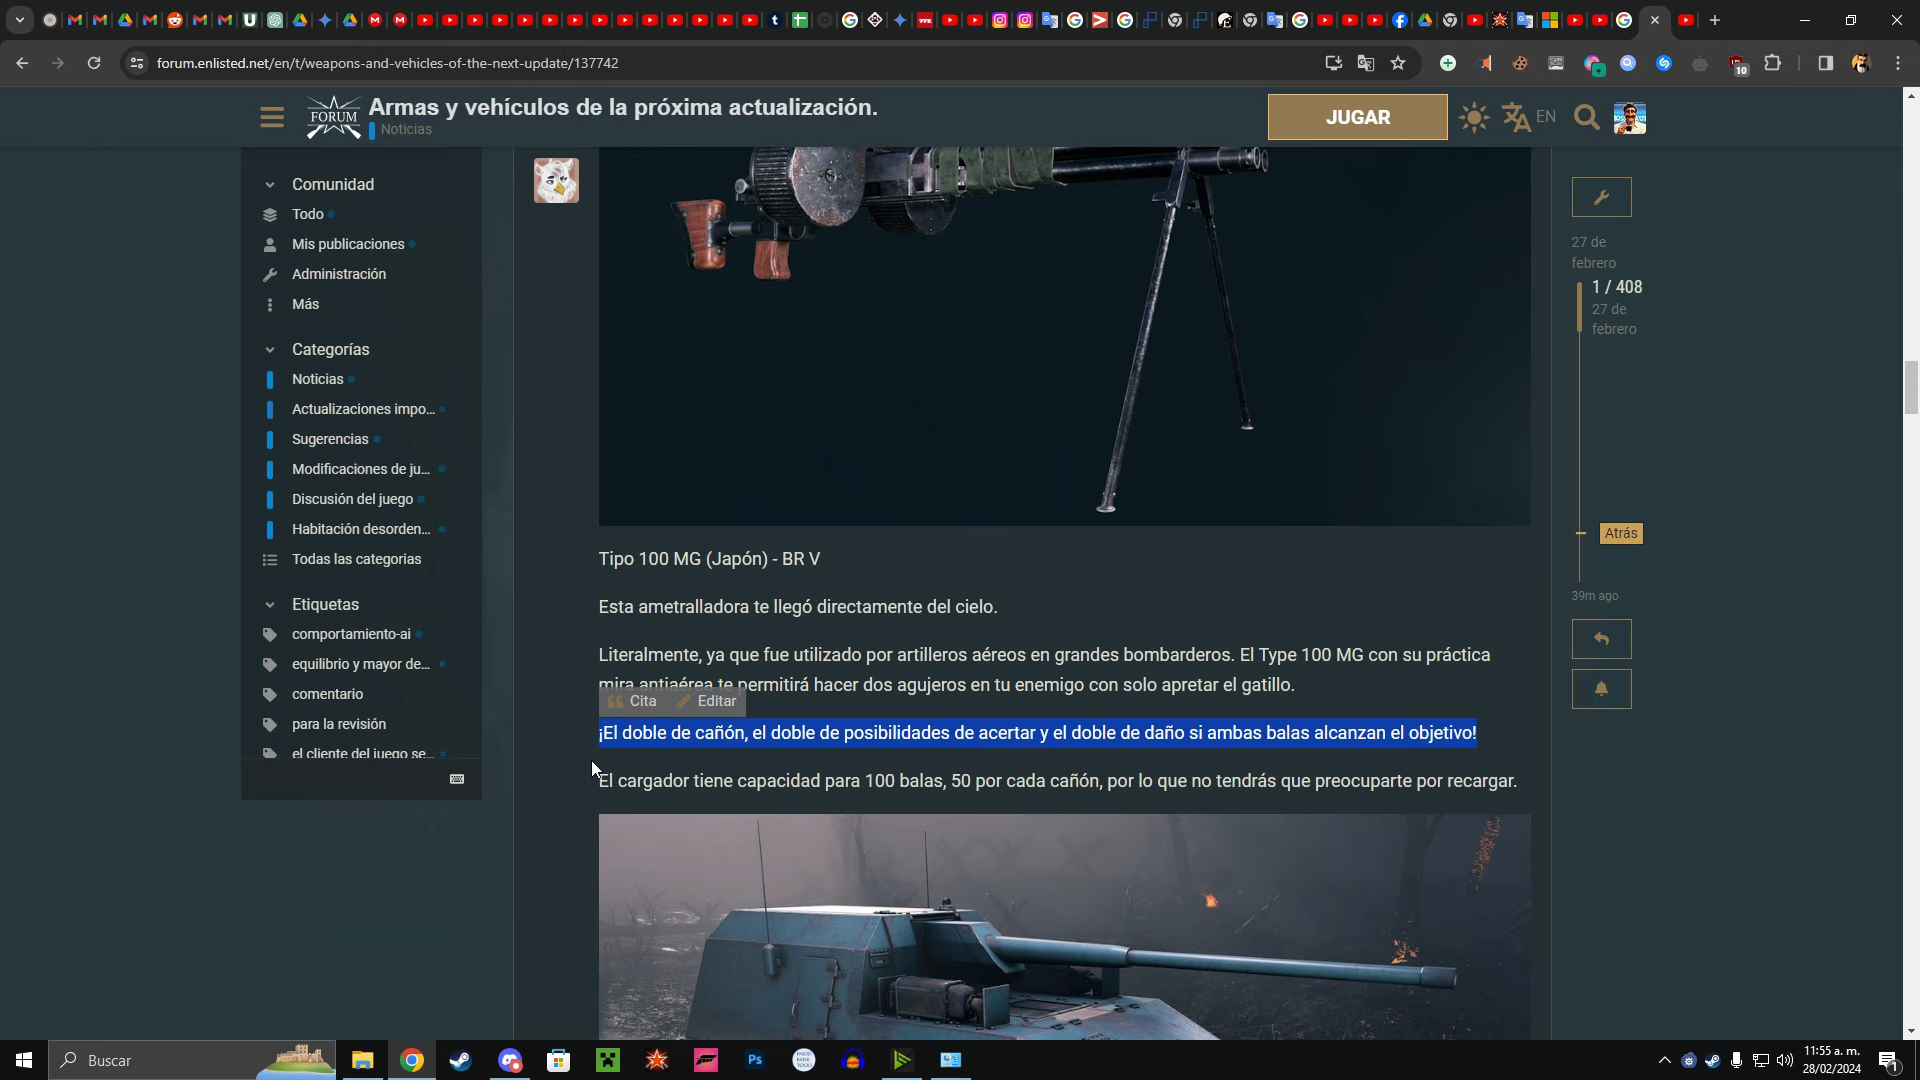 forum.enlisted.net/en/t/weapons-and-vehicles-of-the-next-update/137742
10
FORUM
Armas y vehículos de la próxima actualización.
Noticias
JUGAR
EN
Comunidad
Todo
Mis publicaciones
Administración
Más
Categorías
Noticias
Actualizaciones impo...
Sugerencias
Modificaciones de ju...
Discusión del juego
Habitación desorden...
Todas las categorias
Etiquetas
comportamiento-ai
equilibrio y mayor de...
comentario
para la revisión
el cliente del juego se...
Tipo 100 MG (Japón) - BR V
Esta ametralladora te llegó directamente del cielo.
Literalmente, ya que fue utilizado por artilleros aéreos en grandes bombarderos. El Type 100 MG con su práctica
mira antiaérea te permitirá hacer dos agujeros en tu enemigo con solo apretar el gatillo.
Cita
Editar
¡El doble de cañón, el doble de posibilidades de acertar y el doble de daño si ambas balas alcanzan el objetivo!
El cargador tiene capacidad para 100 balas, 50 por cada cañón, por lo que no tendrás que preocuparte por recargar.
27 de
febrero
1 / 408
27 de
febrero
Atrás
39m ago
Buscar
Ps
11:55 a. m.
28/02/2024
1